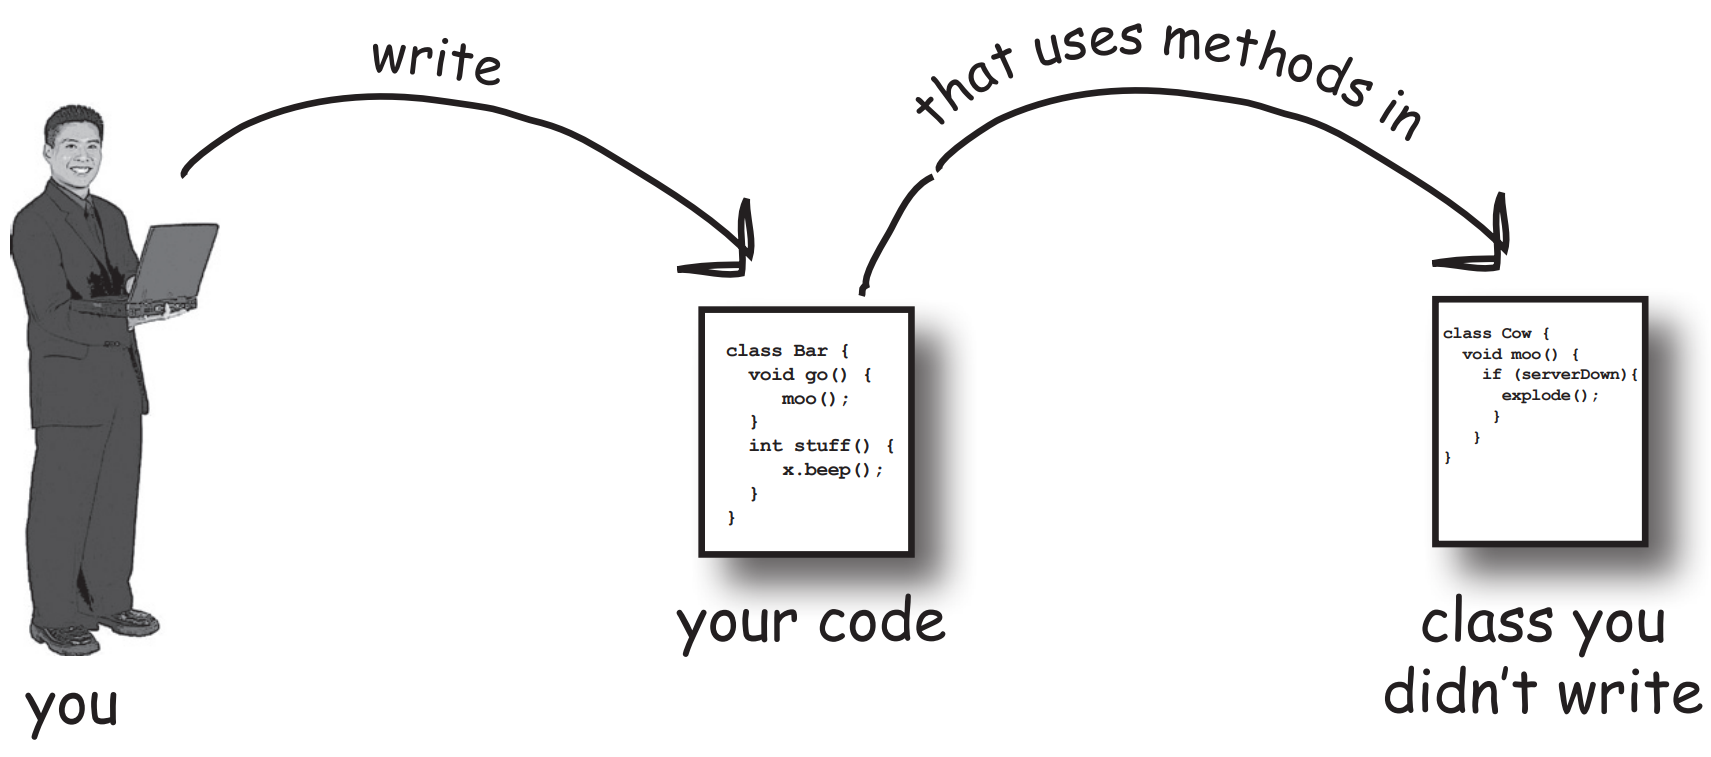 write
that uses methods in
class Bar {
void go() {
moo();
}
int stuff() {
x.beep();
}
}
class Cow {
void moo() {
if (serverDown){
explode();
}
}
}
you
your code
class you
didn't write